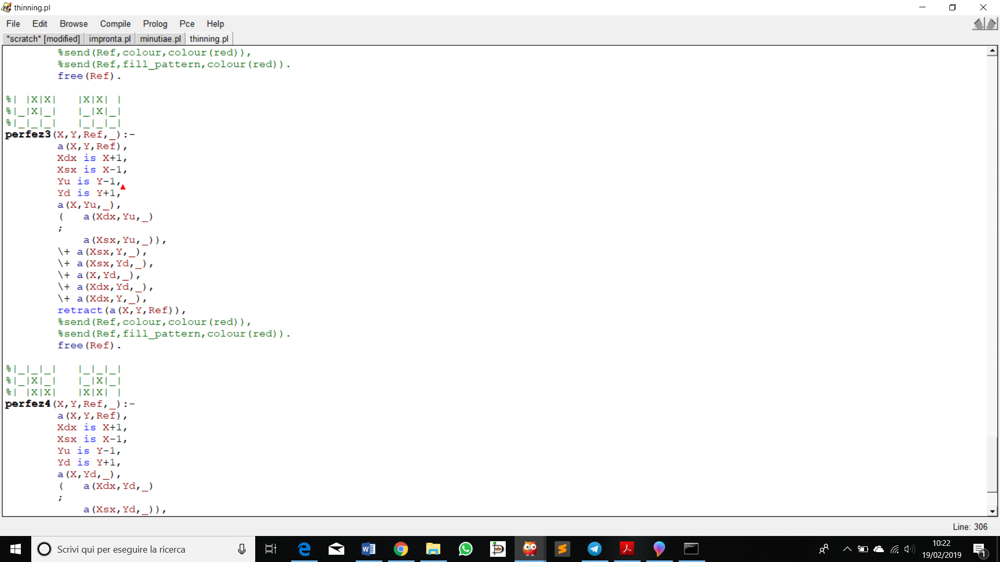 thinning.pl
File Edit Browse Compile Prolog Pce Help
*scratch* [modified] impronta.pl minutiae.pl thinning.pl
        %send(Ref,colour,colour(red)),
        %send(Ref,fill_pattern,colour(red)).
        free(Ref).
%| |X|X|   |X|X| |
%|_|X|_|   |_|X|_|
%|_|_|_|   |_|_|_|
perfez3(X,Y,Ref,_):-
        a(X,Y,Ref),
        Xdx is X+1,
        Xsx is X-1,
        Yu is Y-1,
        Yd is Y+1,
        a(X,Yu,_),
        (   a(Xdx,Yu,_)
        ;
            a(Xsx,Yu,_)),
        \+ a(Xsx,Y,_),
        \+ a(Xsx,Yd,_),
        \+ a(X,Yd,_),
        \+ a(Xdx,Yd,_),
        \+ a(Xdx,Y,_),
        retract(a(X,Y,Ref)),
        %send(Ref,colour,colour(red)),
        %send(Ref,fill_pattern,colour(red)).
        free(Ref).
%|_|_|_|   |_|_|_|
%|_|X|_|   |_|X|_|
%| |X|X|   |X|X| |
perfez4(X,Y,Ref,_):-
        a(X,Y,Ref),
        Xdx is X+1,
        Xsx is X-1,
        Yu is Y-1,
        Yd is Y+1,
        a(X,Yd,_),
        (   a(Xdx,Yd,_)
        ;
            a(Xsx,Yd,_)),
Line: 306
Scrivi qui per eseguire la ricerca
10:22
19/02/2019
1